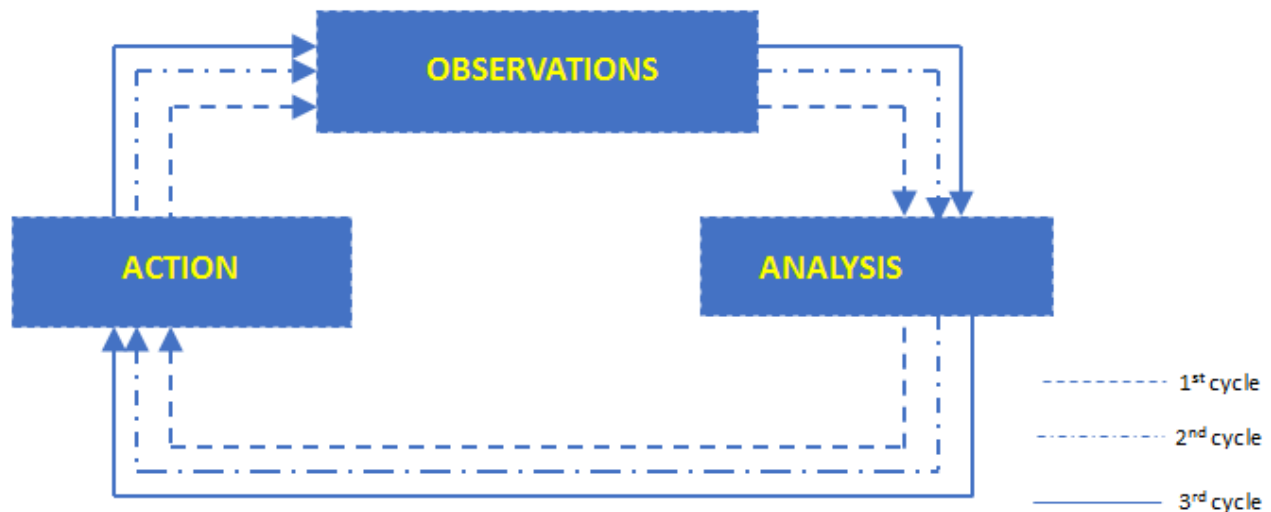 OBSERVATIONS
ACTION
ANALYSIS
1st cycle
2nd cycle
3rd cycle